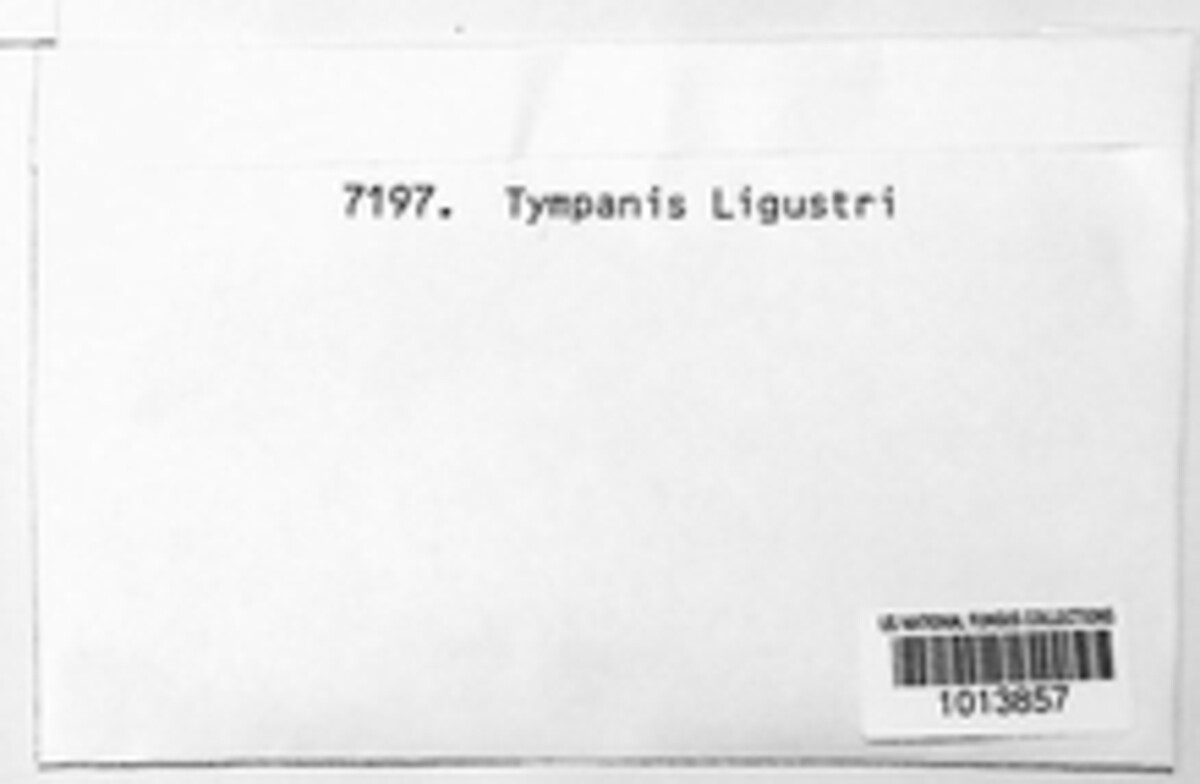 7197. Tympanis Ligustri
US NATIONAL FUNGUS COLLECTIONS
1013857